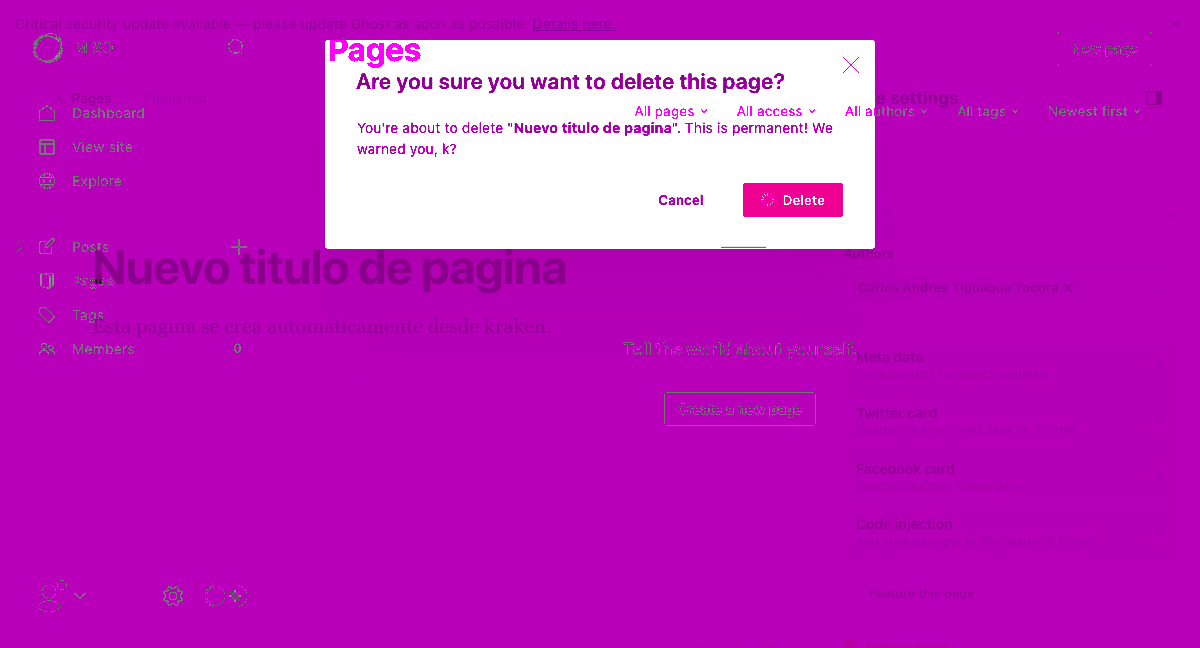 Critical security update available — please update Ghost as soon as possible. Details here.
MISO
New page
Pages
Are you sure you want to delete this page?
Pages
Published
settings
Dashboard
All pages
All access
All authors
All tags
Newest first
You're about to delete "Nuevo titulo de pagina". This is permanent! We
warned you, k?
View site
Explore
Cancel
Delete
Posts
Nuevo titulo de pagina
Authors
Pages
Carlos Andres Tiguaque Tocora
Tags
Esta pagina se crea automáticamente desde kraken.
Members
0
Tell the world about yourself.
Meta data
Extra content for search engines
Create a new page
Twitter card
Customize structured data for Twitter
Facebook card
Customize Open Graph data
Code injection
Add styles/scripts to the header & footer
Feature this page